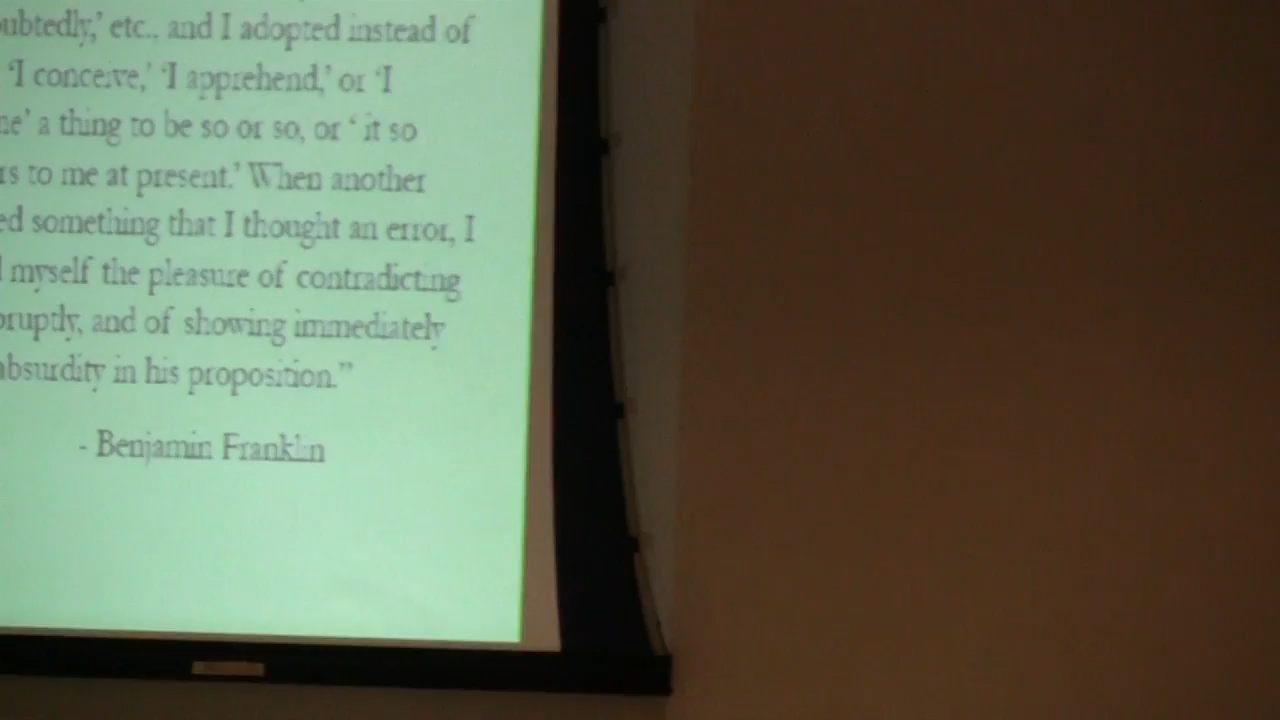 ubtedly,' etc., and I adopted instead of
'I conceive,' 'I apprehend,' or 'I
ne' a thing to be so or so, or ' it so
rs to me at present.' When another
ed something that I thought an error, I
myself the pleasure of contradicting
ruptly, and of showing immediately
absurdity in his proposition.”
- Benjamin Franklin